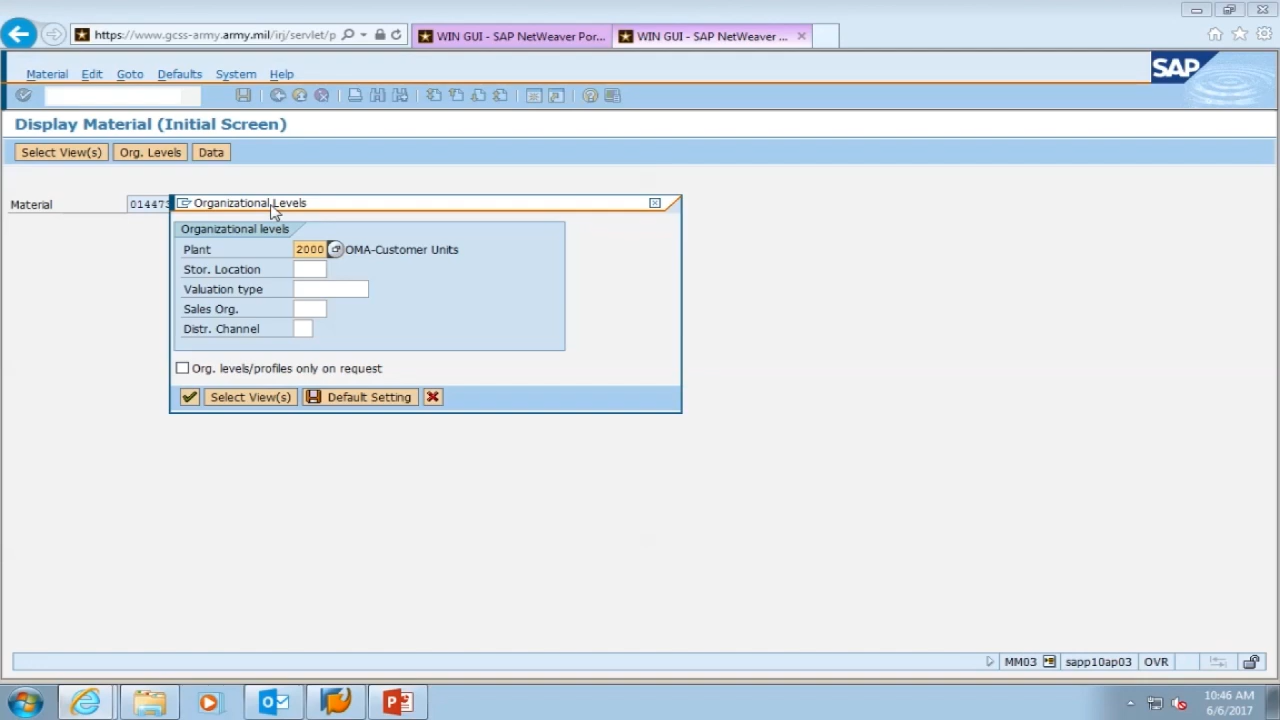 https://www.gcss-army.army.mil/irj/servlet/p
WIN GUI - SAP NetWeaver Por...
WIN GUI - SAP NetWeaver ...
Material Edit Goto Defaults System Help
SAP
Display Material (Initial Screen)
Select View(s) Org. Levels Data
Material 014473
Organizational Levels
Organizational levels
Plant 2000 OMA-Customer Units
Stor. Location
Valuation type
Sales Org.
Distr. Channel
Org. levels/profiles only on request
Select View(s) Default Setting
MM03 sapp10ap03 OVR
10:46 AM
6/6/2017